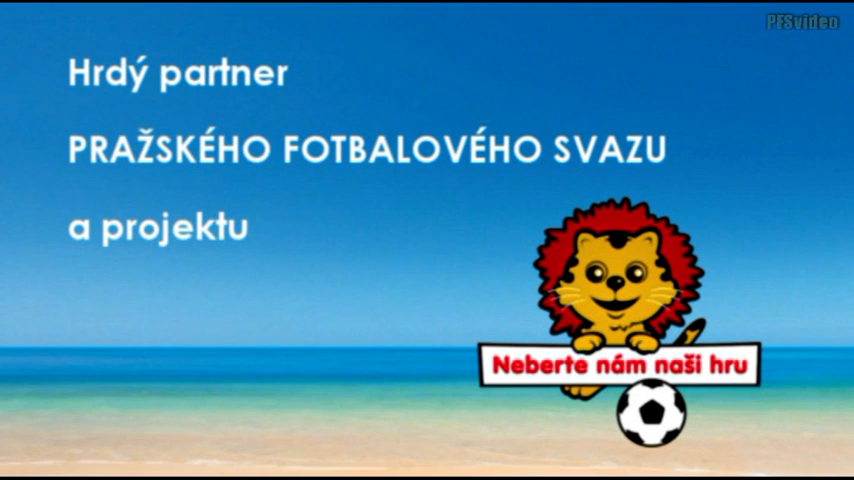 PFSvideo
Hrdý partner
PRAŽSKÉHO FOTBALOVÉHO SVAZU
a projektu
Neberte nám naši hru